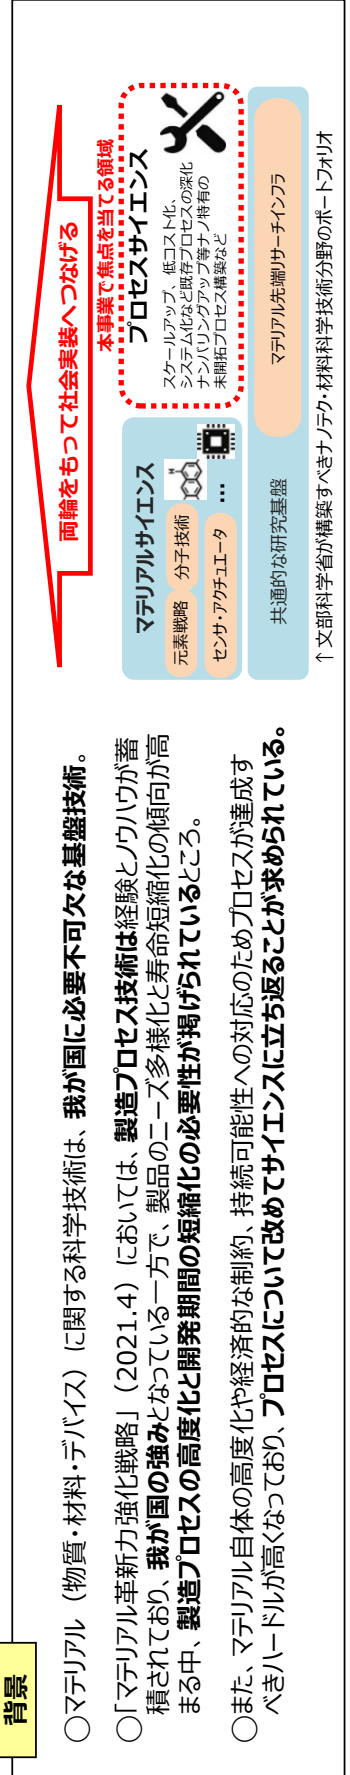 背景
○マテリアル（物質・材料・デバイス）に関する科学技術は、我が国に必要不可欠な基盤技術。
○「マテリアル革新力強化戦略」（2021.4）においては、製造プロセス技術は経験とノウハウが蓄
積されており、我が国の強みとなっている一方で、製品のニーズ多様化と寿命短縮化の傾向が高
まる中、製造プロセスの高度化と開発期間の短縮化の必要性が掲げられているところ。
○また、マテリアル自体の高度化や経済的な制約、持続可能性への対応のためプロセスが達成す
べきハードルが高くなっており、プロセスについて改めてサイエンスに立ち返ることが求められている。
両輪をもって社会実装へつなげる
本事業で焦点を当てる領域
マテリアルサイエンス
元素戦略
分子技術
センサ・アクチュエータ
…
プロセスサイエンス
スケールアップ、低コスト化、
システム化など既存プロセスの深化
ナンバリングアップ等ナノ特有の
未開拓プロセス構築など
共通的な研究基盤
マテリアル先端リサーチインフラ
↑文部科学省が構築すべきナノテク・材料科学技術分野のポートフォリオ